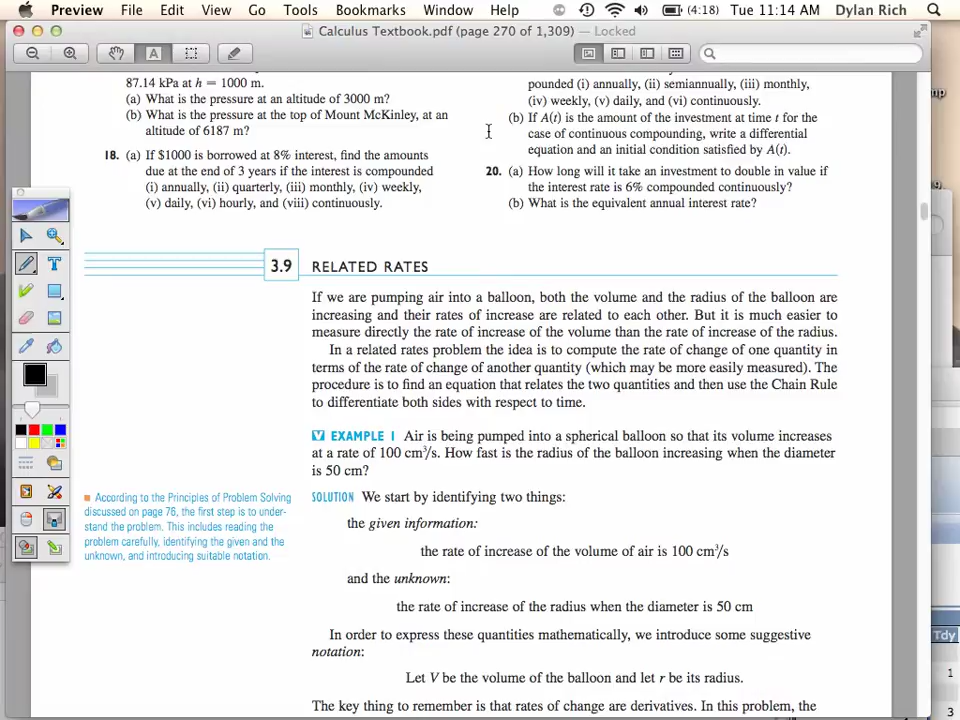 Preview File Edit View Go Tools Bookmarks Window Help (4:18) Tue 11:14 AM Dylan Rich
Calculus Textbook.pdf (page 270 of 1,309) — Locked
87.14 kPa at h = 1000 m.
(a) What is the pressure at an altitude of 3000 m?
(b) What is the pressure at the top of Mount McKinley, at an
altitude of 6187 m?
18. (a) If $1000 is borrowed at 8% interest, find the amounts
due at the end of 3 years if the interest is compounded
(i) annually, (ii) quarterly, (iii) monthly, (iv) weekly,
(v) daily, (vi) hourly, and (viii) continuously.
pounded (i) annually, (ii) semiannually, (iii) monthly,
(iv) weekly, (v) daily, and (vi) continuously.
(b) If A(t) is the amount of the investment at time t for the
case of continuous compounding, write a differential
equation and an initial condition satisfied by A(t).
20. (a) How long will it take an investment to double in value if
the interest rate is 6% compounded continuously?
(b) What is the equivalent annual interest rate?
3.9 RELATED RATES
If we are pumping air into a balloon, both the volume and the radius of the balloon are
increasing and their rates of increase are related to each other. But it is much easier to
measure directly the rate of increase of the volume than the rate of increase of the radius.
In a related rates problem the idea is to compute the rate of change of one quantity in
terms of the rate of change of another quantity (which may be more easily measured). The
procedure is to find an equation that relates the two quantities and then use the Chain Rule
to differentiate both sides with respect to time.
V EXAMPLE 1 Air is being pumped into a spherical balloon so that its volume increases
at a rate of 100 cm³/s. How fast is the radius of the balloon increasing when the diameter
is 50 cm?
According to the Principles of Problem Solving
discussed on page 76, the first step is to under-
stand the problem. This includes reading the
problem carefully, identifying the given and the
unknown, and introducing suitable notation.
SOLUTION We start by identifying two things:
the given information:
the rate of increase of the volume of air is 100 cm³/s
and the unknown:
the rate of increase of the radius when the diameter is 50 cm
In order to express these quantities mathematically, we introduce some suggestive
notation:
Let V be the volume of the balloon and let r be its radius.
The key thing to remember is that rates of change are derivatives. In this problem, the
Tdy
1
3